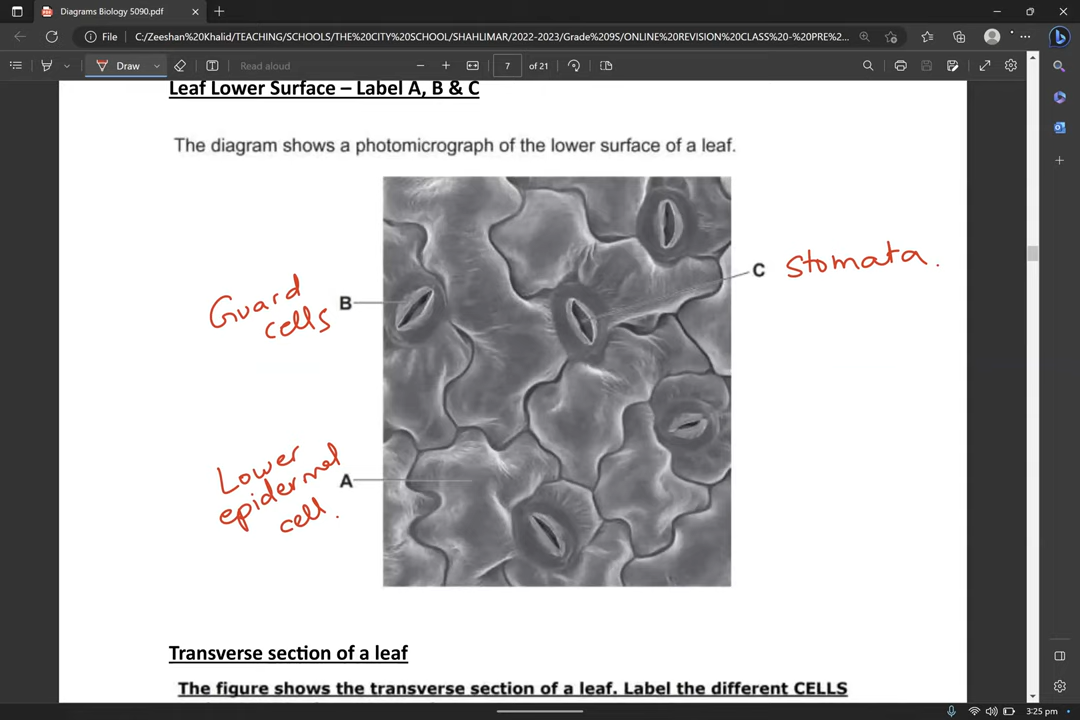 Diagrams Biology 5090.pdf
File
C:/Zeeshan%20Khalid/TEACHING/SCHOOLS/THE%20CITY%20SCHOOL/SHAHLIMAR/2022-2023/Grade%209S/ONLINE%20REVISION%20CLASS%20-%20PRE%...
Draw
Read aloud
7
of 21
Leaf Lower Surface – Label A, B & C
The diagram shows a photomicrograph of the lower surface of a leaf.
C stomata.
Guard
cells
B
Lower
epidermal
cell.
A
Transverse section of a leaf
The figure shows the transverse section of a leaf. Label the different CELLS
3:25 pm